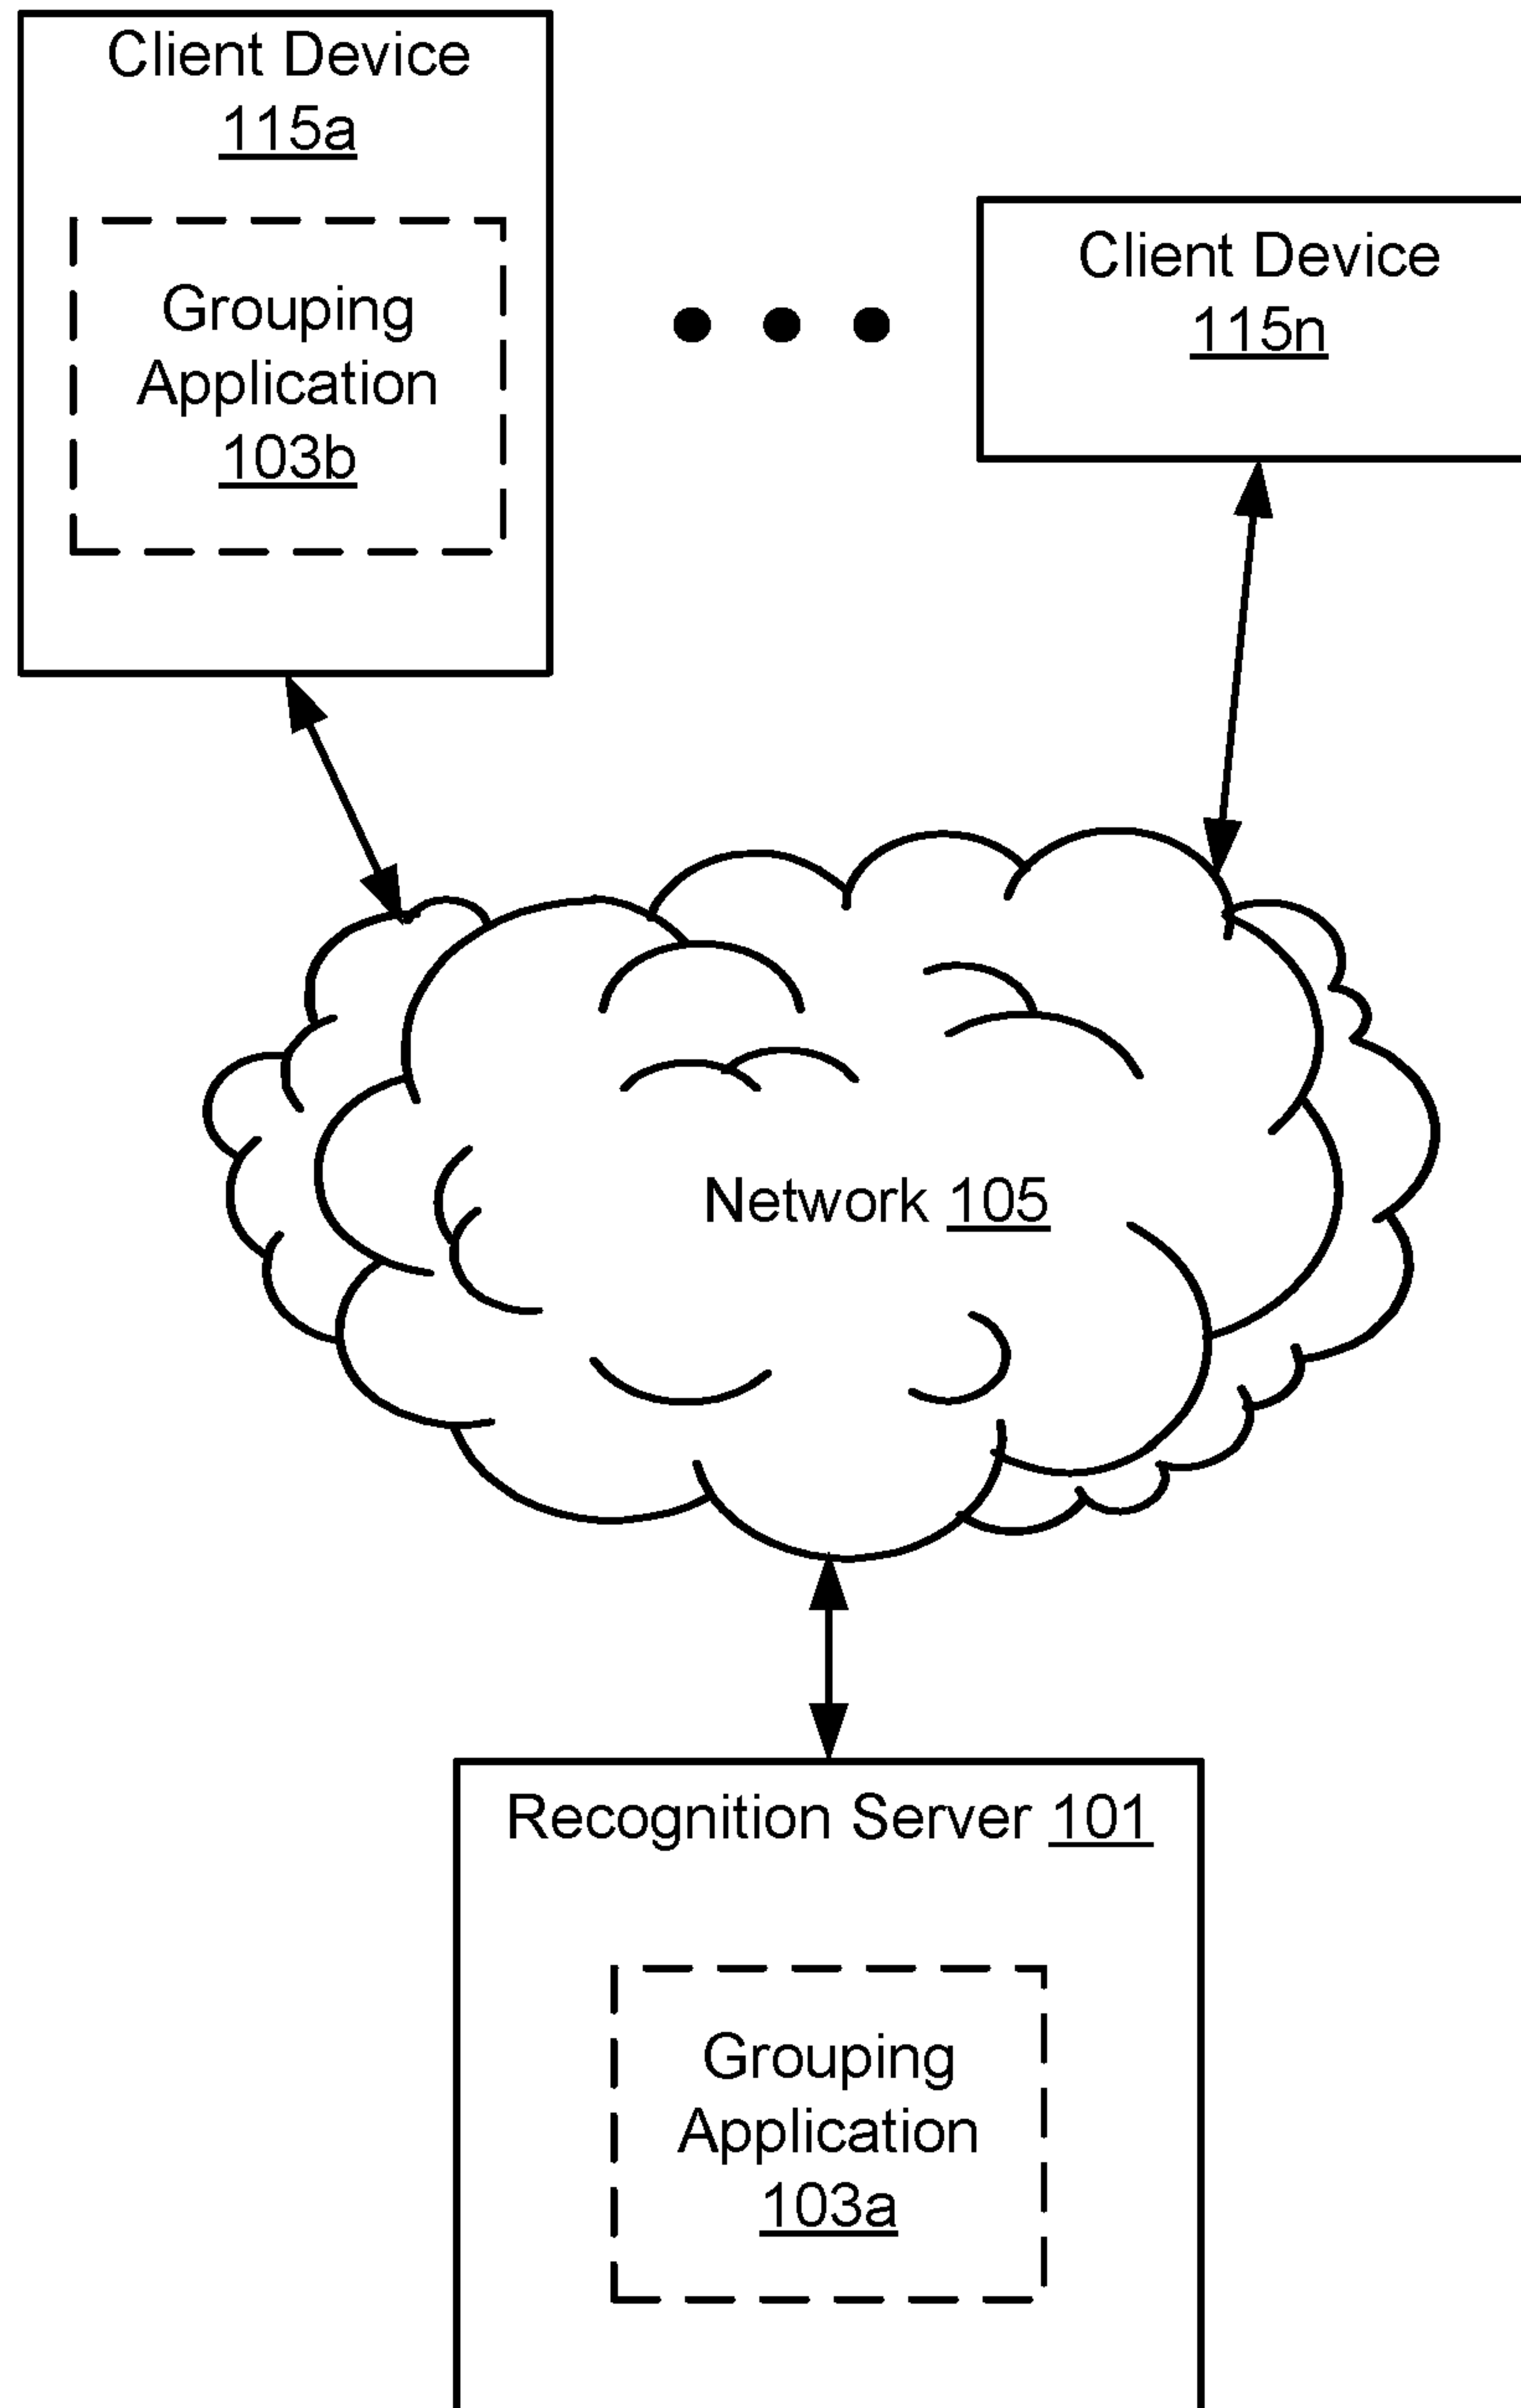 Client Device
115a
Grouping
Application
103b
Client Device
115n
Network 105
Recognition Server 101
Grouping
Application
103a